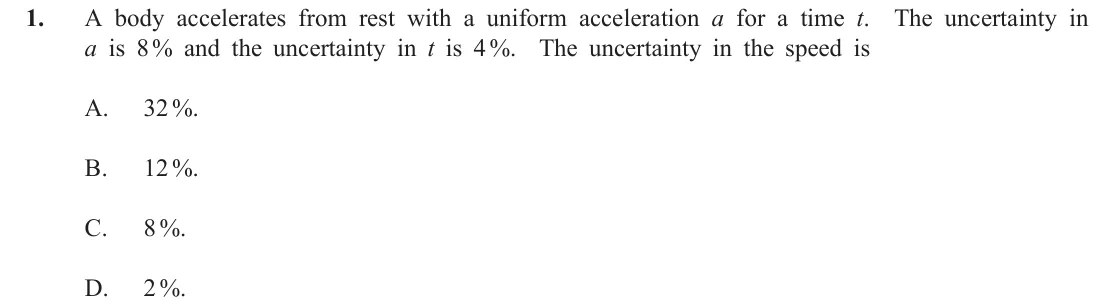 1. A body accelerates from rest with a uniform acceleration a for a time t. The uncertainty in
a is 8% and the uncertainty in t is 4%. The uncertainty in the speed is
A. 32%.
B. 12%.
C. 8%.
D. 2%.